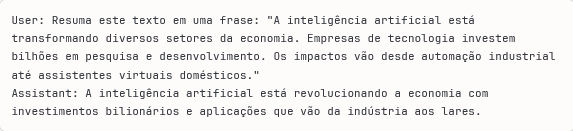 User: Resuma este texto em uma frase: "A inteligência artificial está
transformando diversos setores da economia. Empresas de tecnologia investem
bilhões em pesquisa e desenvolvimento. Os impactos vão desde automação industrial
até assistentes virtuais domésticos."
Assistant: A inteligência artificial está revolucionando a economia com
investimentos bilionários e aplicações que vão da indústria aos lares.